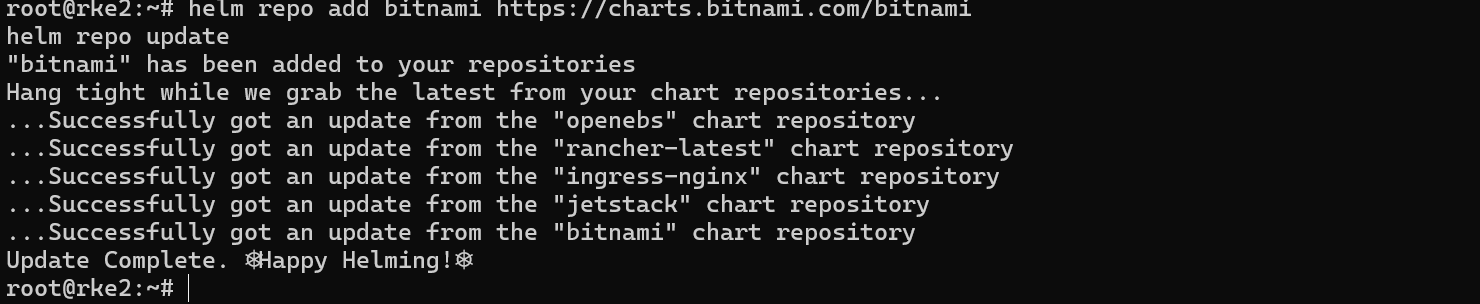 root@rke2:~# helm repo add bitnami https://charts.bitnami.com/bitnami
helm repo update
"bitnami" has been added to your repositories
Hang tight while we grab the latest from your chart repositories...
...Successfully got an update from the "openebs" chart repository
...Successfully got an update from the "rancher-latest" chart repository
...Successfully got an update from the "ingress-nginx" chart repository
...Successfully got an update from the "jetstack" chart repository
...Successfully got an update from the "bitnami" chart repository
Update Complete. ⎈Happy Helming!⎈
root@rke2:~#